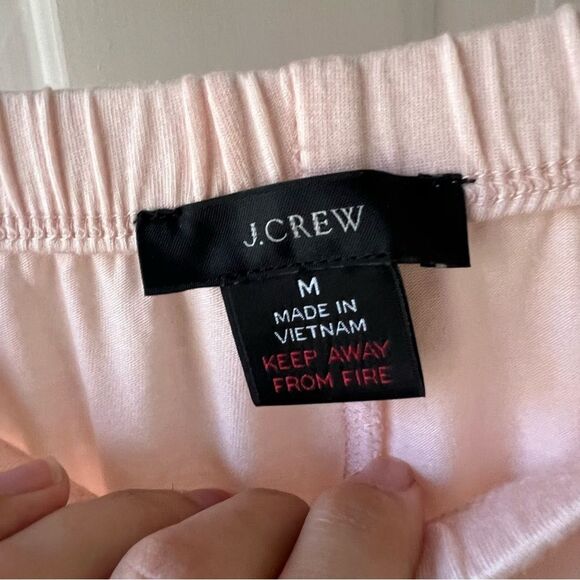 J.CREW
M
MADE IN
VIETNAM
KEEP AWAY
FROM FIRE